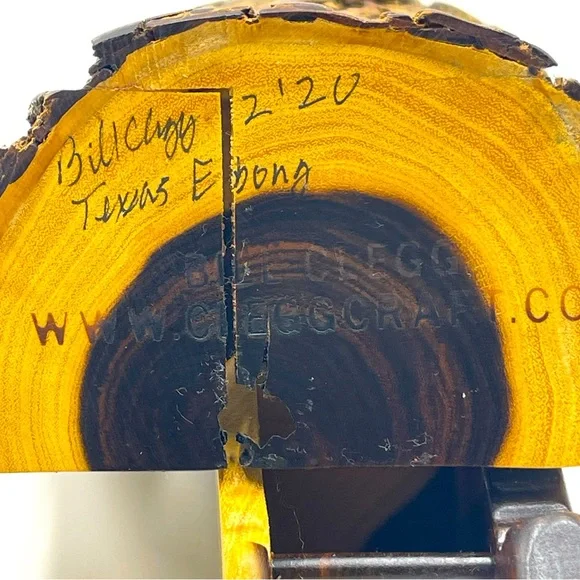 Bill Clegg 2'20
Texas Ebony
BILL CLEGG
WWW.CLEGGCRAFT.CO